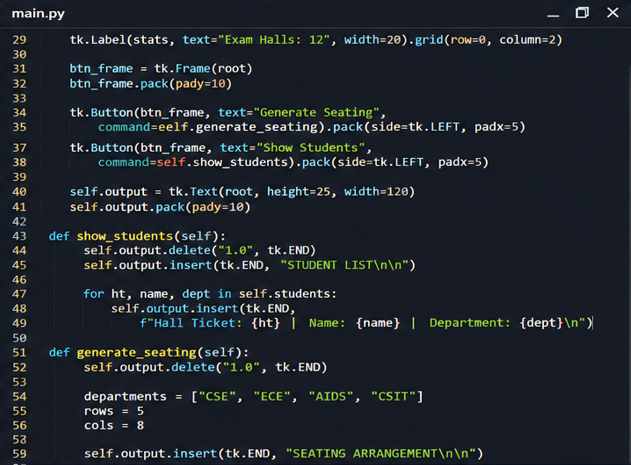 main.py
29 tk.Label(stats, text="Exam Halls: 12", width=20).grid(row=0, column=2)
30
31 btn_frame = tk.Frame(root)
32 btn_frame.pack(pady=10)
33
34 tk.Button(btn_frame, text="Generate Seating",
35 command=eelf.generate_seating).pack(side=tk.LEFT, padx=5)
37 tk.Button(btn_frame, text="Show Students",
38 command=self.show_students).pack(side=tk.LEFT, padx=5)
39
40 self.output = tk.Text(root, height=25, width=120)
41 self.output.pack(pady=10)
42
43 def show_students(self):
44 self.output.delete("1.0", tk.END)
45 self.output.insert(tk.END, "STUDENT LIST\n\n")
46
47 for ht, name, dept in self.students:
48 self.output.insert(tk.END,
49 f"Hall Ticket: {ht} | Name: {name} | Department: {dept}\n")
50
51 def generate_seating(self):
52 self.output.delete("1.0", tk.END)
53
54 departments = ["CSE", "ECE", "AIDS", "CSIT"]
55 rows = 5
56 cols = 8
58
59 self.output.insert(tk.END, "SEATING ARRANGEMENT\n\n")